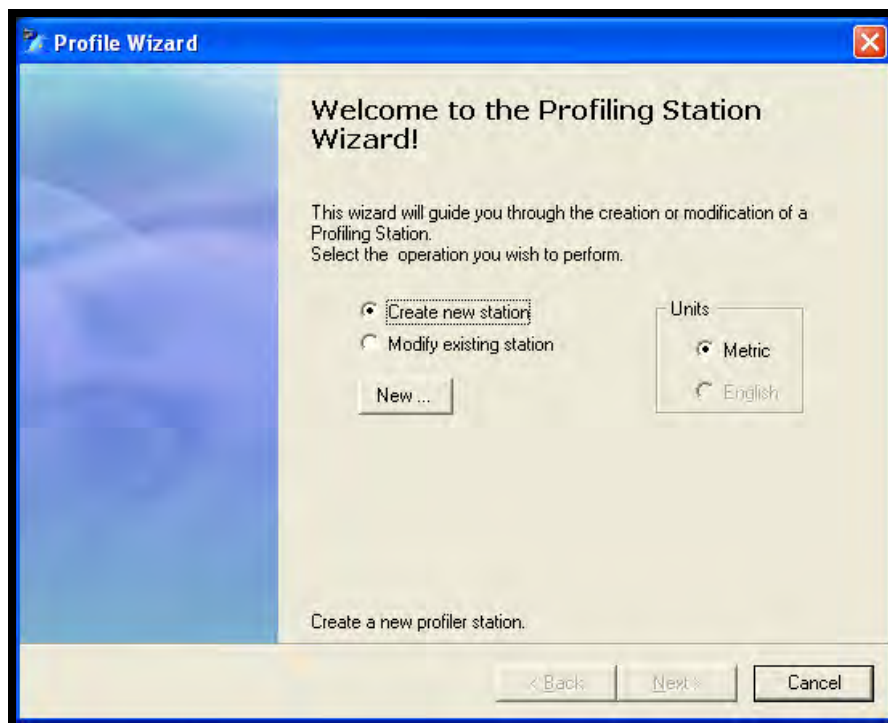 Profile Wizard
Welcome to the Profiling Station
Wizard!
This wizard will guide you through the creation or modification of a
Profiling Station.
Select the operation you wish to perform.
Create new station
Modify existing station
New ...
Units
Metric
English
Create a new profiler station.
< Back
Next >
Cancel